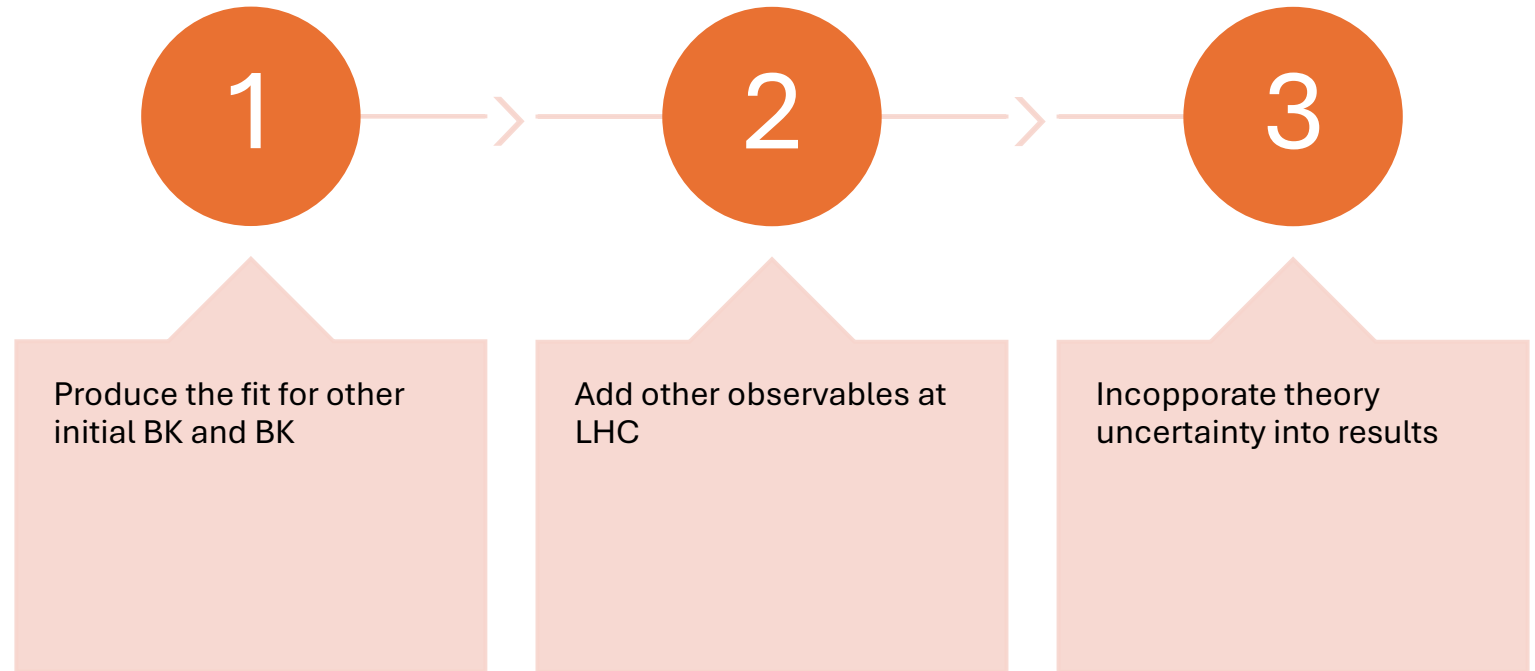 1
2
3
Produce the fit for other
initial BK and BK
Add other observables at
LHC
Incopporate theory
uncertainty into results